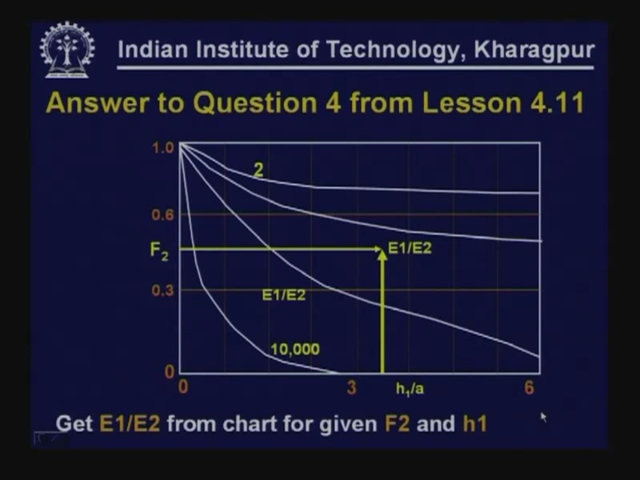 Indian Institute of Technology, Kharagpur
Answer to Question 4 from Lesson 4.11
1.0
2
0.6
F2
E1/E2
0.3
E1/E2
10,000
0
0
3
h1/a
6
Get E1/E2 from chart for given F2 and h1